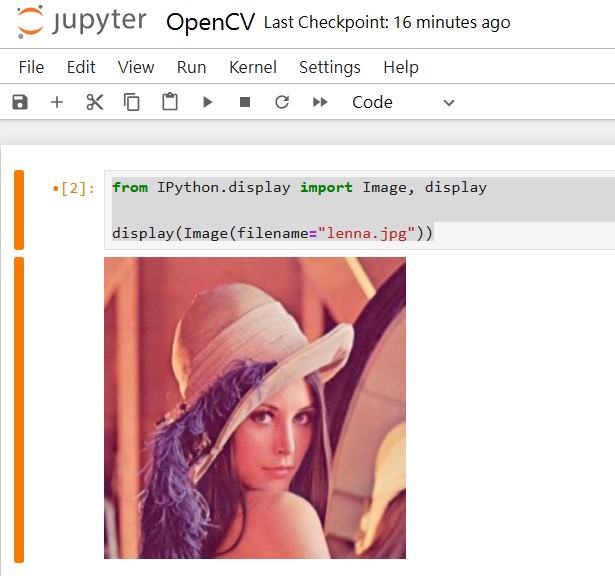 jupyter OpenCV Last Checkpoint: 16 minutes ago
File Edit View Run Kernel Settings Help
Code
•[2]: from IPython.display import Image, display
display(Image(filename="lenna.jpg"))